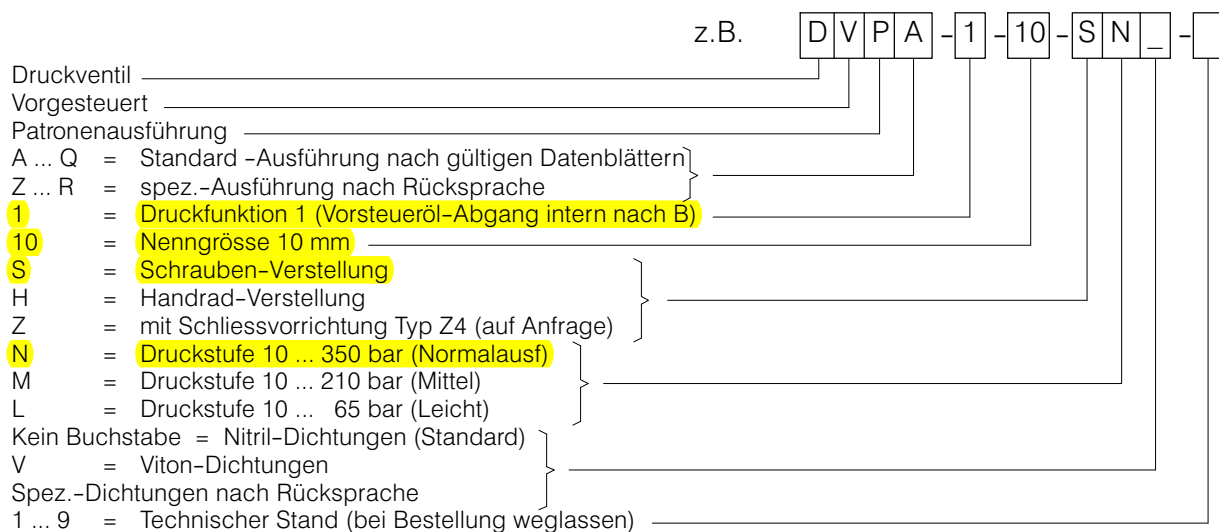 z.B. D V P A - 1 - 10 - S N _ -
Druckventil
Vorgesteuert
Patronenausführung
A ... Q = Standard -Ausführung nach gültigen Datenblättern
Z ... R = spez.-Ausführung nach Rücksprache
1 = Druckfunktion 1 (Vorsteueröl-Abgang intern nach B)
10 = Nenngrösse 10 mm
S = Schrauben-Verstellung
H = Handrad-Verstellung
Z = mit Schliessvorrichtung Typ Z4 (auf Anfrage)
N = Druckstufe 10 ... 350 bar (Normalausf)
M = Druckstufe 10 ... 210 bar (Mittel)
L = Druckstufe 10 ... 65 bar (Leicht)
Kein Buchstabe = Nitril-Dichtungen (Standard)
V = Viton-Dichtungen
Spez.-Dichtungen nach Rücksprache
1 ... 9 = Technischer Stand (bei Bestellung weglassen)